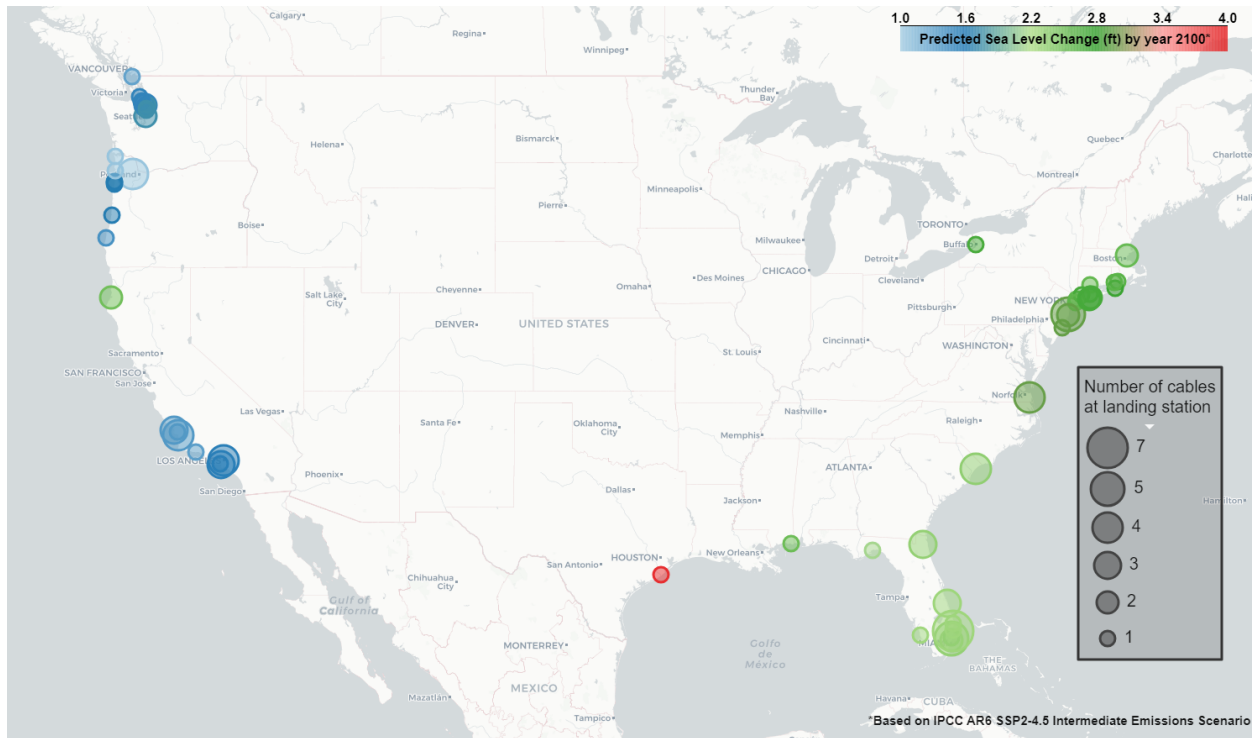 Calgary
Regina
Winnipeg
1.0 1.6 2.2 2.8 3.4 4.0
Predicted Sea Level Change (ft) by year 2100*
VANCOUVER
Victoria
Thunder
Bay
Seat
Helena
Bismarck
Quebec
Charlotte
Montreal
Minneapolis
Pierre
Boise
TORONTO
Buffalo
Milwaukee
Detroit
Boston
CHICAGO
Cleveland
Des Moines
Omaha
Salt Lake
City
Cheyenne
NEW YORK
Pittsburgh
Philadelphia
DENVER
UNITED STATES
Cincinnati
WASHINGTON
Sacramento
St. Louis
SAN FRANCISCO
San Jose
Number of cables
at landing station
7
5
4
3
2
1
Las Vegas
Santa Fe
Oklahoma
City
Nashville
Norfolk
Raleigh
Memphis
LOS ANGEL
Phoenix
ATLANTA
San Diego
Dallas
Jackson
Hamilton
HOUSTON
New Orleans
San Antonio
Chihuahua
City
Gulf of
California
Tampa
MIA
MONTERREY
Golfo
de
México
THE
BAHAMAS
MEXICO
Mazatlán
Havana
CUBA
Tampico
*Based on IPCC AR6 SSP2-4.5 Intermediate Emissions Scenario